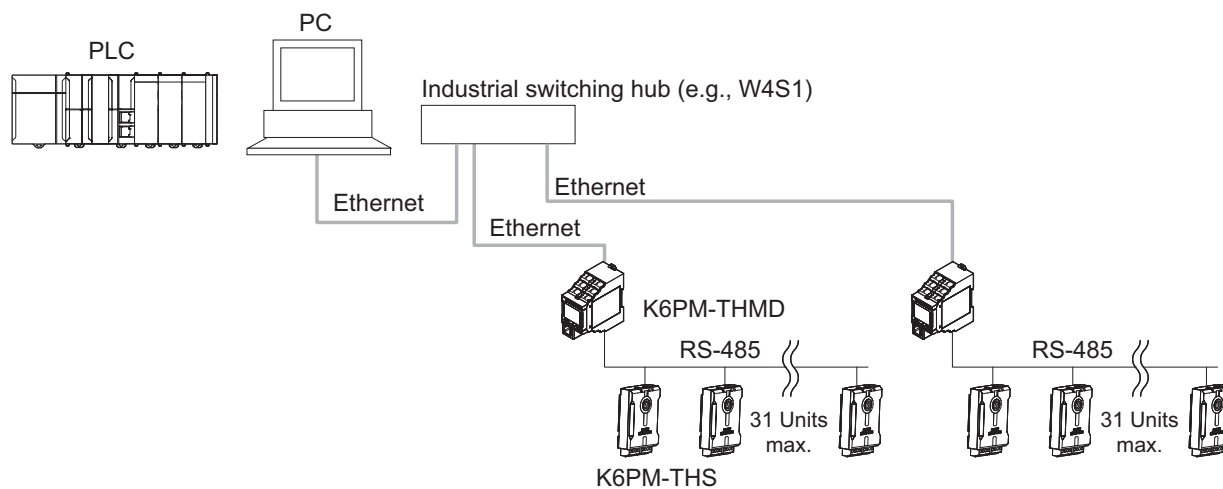 PC
PLC
Industrial switching hub (e.g., W4S1)
Ethernet
Ethernet
Ethernet
K6PM-THMD
RS-485
RS-485
31 Units
max.
31 Units
max.
K6PM-THS